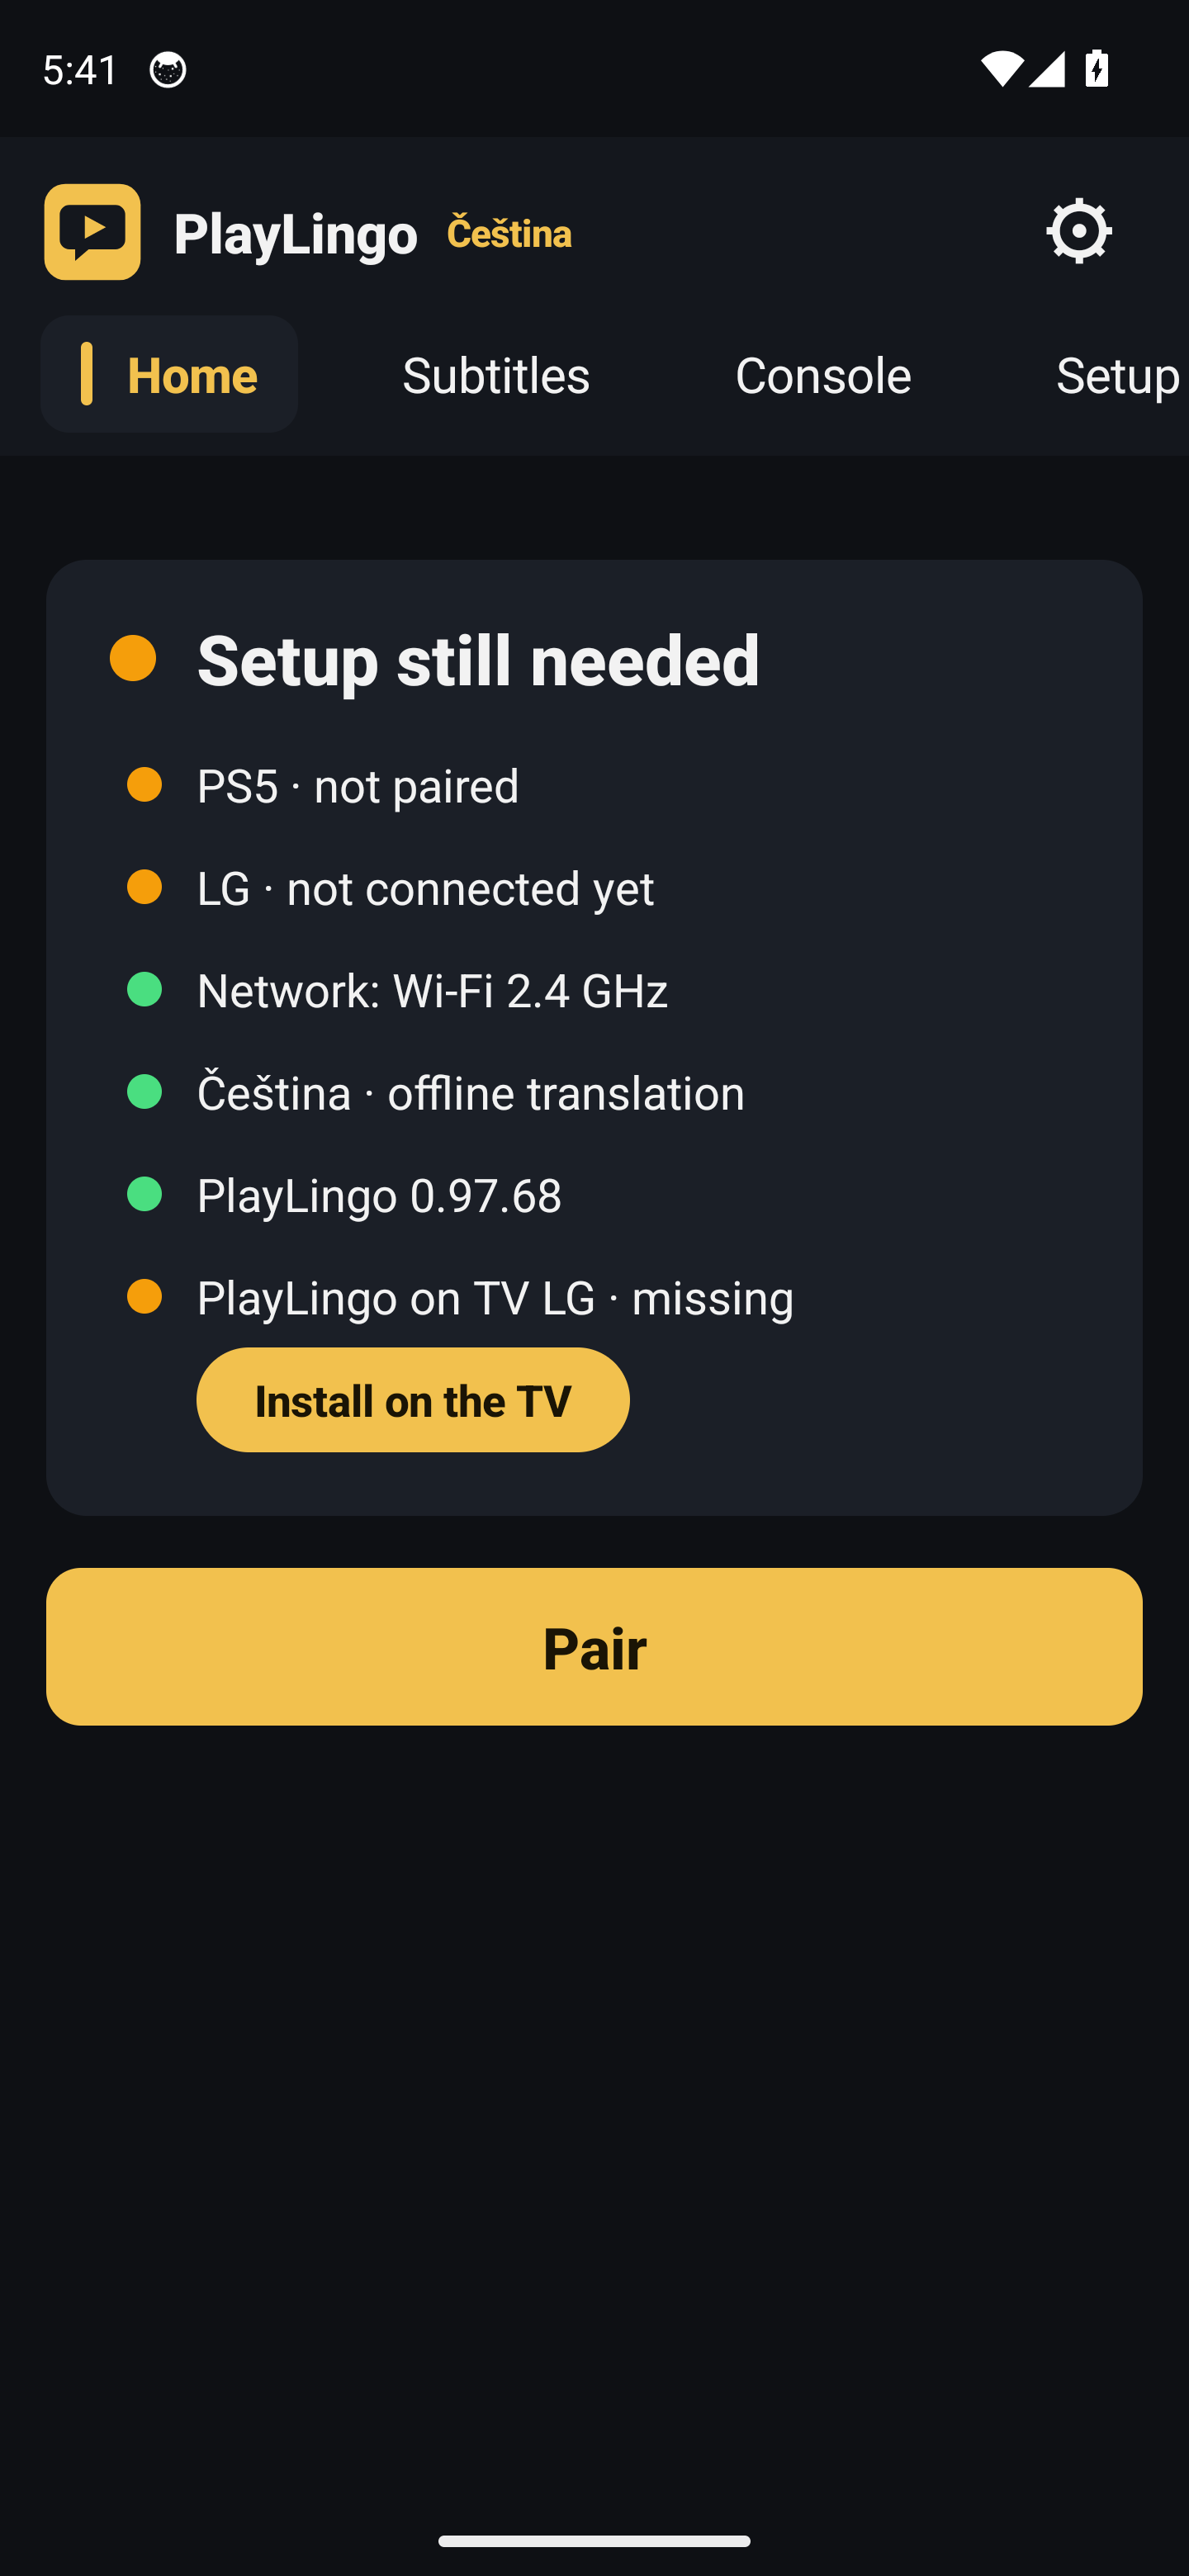 5:41
PlayLingo Čeština
Home Subtitles Console Setup
Setup still needed
PS5 · not paired
LG · not connected yet
Network: Wi-Fi 2.4 GHz
Čeština · offline translation
PlayLingo 0.97.68
PlayLingo on TV LG · missing
Install on the TV
Pair